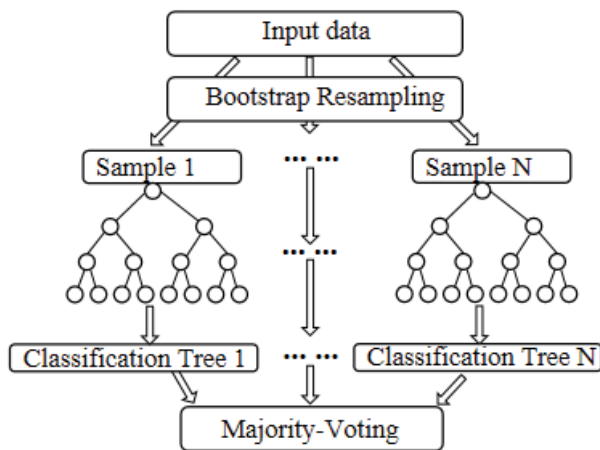 Input data
Bootstrap Resampling
Sample 1
... ...
Sample N
... ...
Classification Tree 1
... ...
Classification Tree N
Majority-Voting